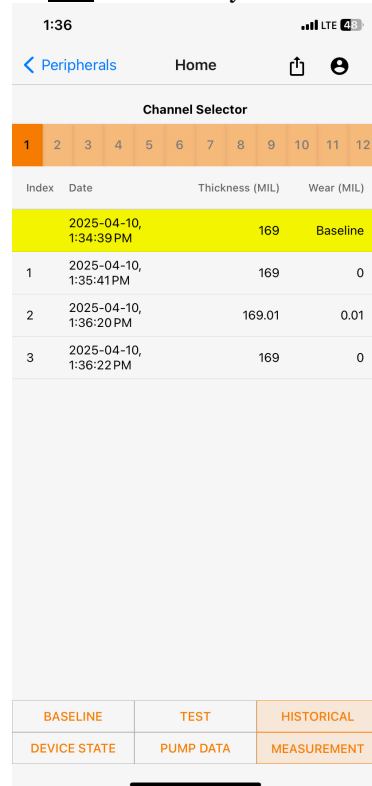 1:36 LTE 48
Peripherals Home
Channel Selector
1 2 3 4 5 6 7 8 9 10 11 12
Index Date Thickness (MIL) Wear (MIL)
2025-04-10,
1:34:39 PM 169 Baseline
1 2025-04-10,
1:35:41 PM 169 0
2 2025-04-10,
1:36:20 PM 169.01 0.01
3 2025-04-10,
1:36:22 PM 169 0
BASELINE TEST HISTORICAL
DEVICE STATE PUMP DATA MEASUREMENT